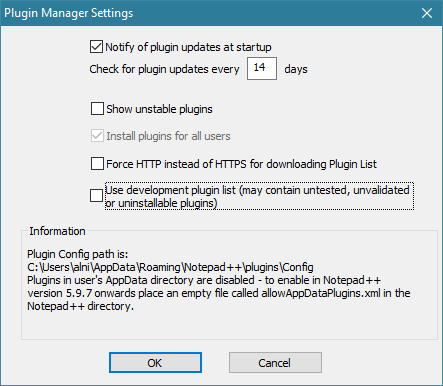 Plugin Manager Settings
Notify of plugin updates at startup
Check for plugin updates every 14 days
Show unstable plugins
Install plugins for all users
Force HTTP instead of HTTPS for downloading Plugin List
Use development plugin list (may contain untested, unvalidated
or uninstallable plugins)
Information
Plugin Config path is:
C:\Users\alni\AppData\Roaming\Notepad++\plugins\Config
Plugins in user's AppData directory are disabled - to enable in Notepad++
version 5.9.7 onwards place an empty file called allowAppDataPlugins.xml in the
Notepad++ directory.
OK
Cancel